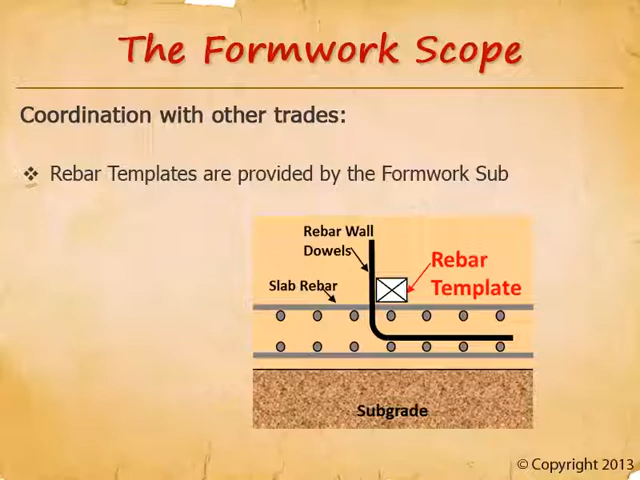 The Formwork Scope
Coordination with other trades:
❖ Rebar Templates are provided by the Formwork Sub
Rebar Wall
Dowels
Rebar
Template
Slab Rebar
Subgrade
© Copyright 2013